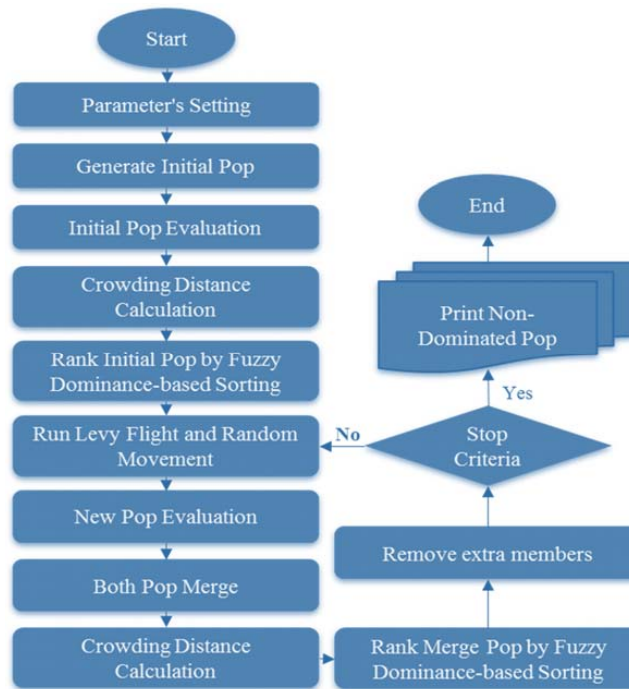 Start
Parameter's Setting
Generate Initial Pop
Initial Pop Evaluation
Crowding Distance
Calculation
Rank Initial Pop by Fuzzy
Dominance-based Sorting
Run Levy Flight and Random
Movement
New Pop Evaluation
Both Pop Merge
Crowding Distance
Calculation
Rank Merge Pop by Fuzzy
Dominance-based Sorting
Remove extra members
Stop
Criteria
No
Yes
Print Non-
Dominated Pop
End